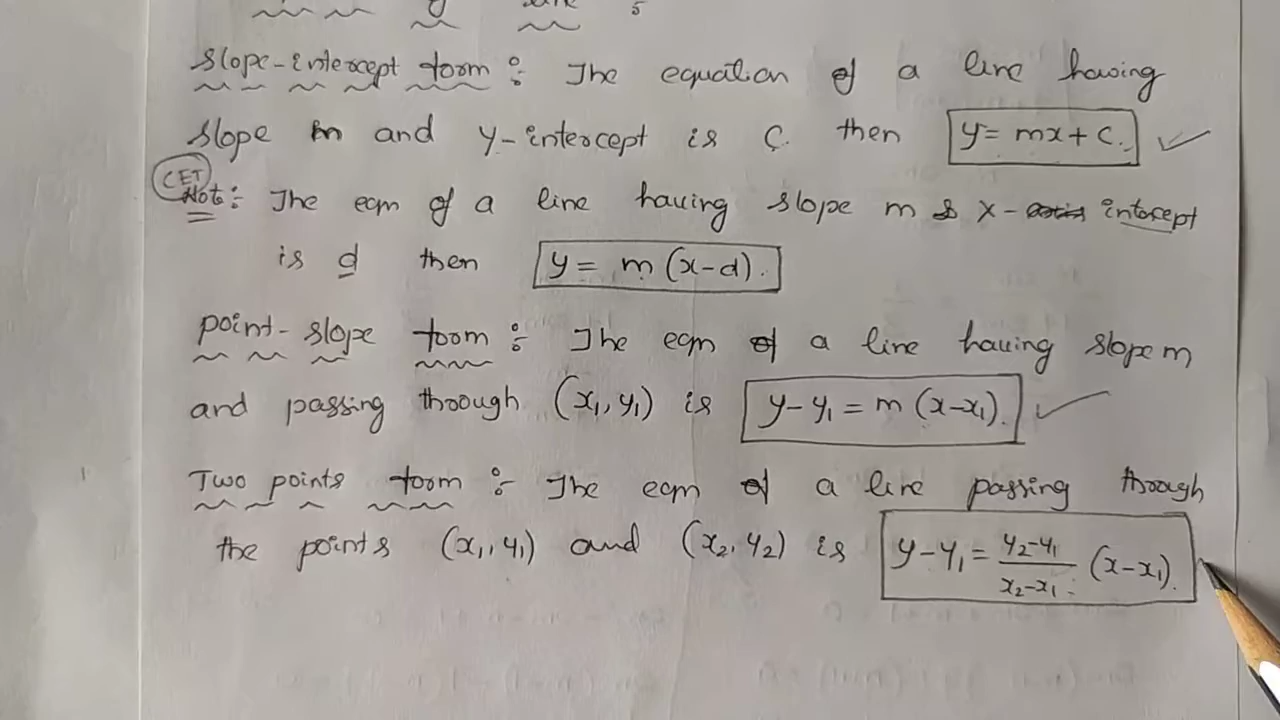 Slope-intercept form : The equation of a line having
slope m and y-intercept is c. then y = mx + c.
CET
Note: The eqn of a line having slope m & x- intercept
is d then y = m (x-d).
point-slope form : The eqn of a line having slope m
and passing through (x₁, y₁) is y-y₁ = m (x-x₁).
Two points form : The eqn of a line passing through
the points (x₁, y₁) and (x₂, y₂) is y-y₁ = y₂-y₁/x₂-x₁ (x-x₁).